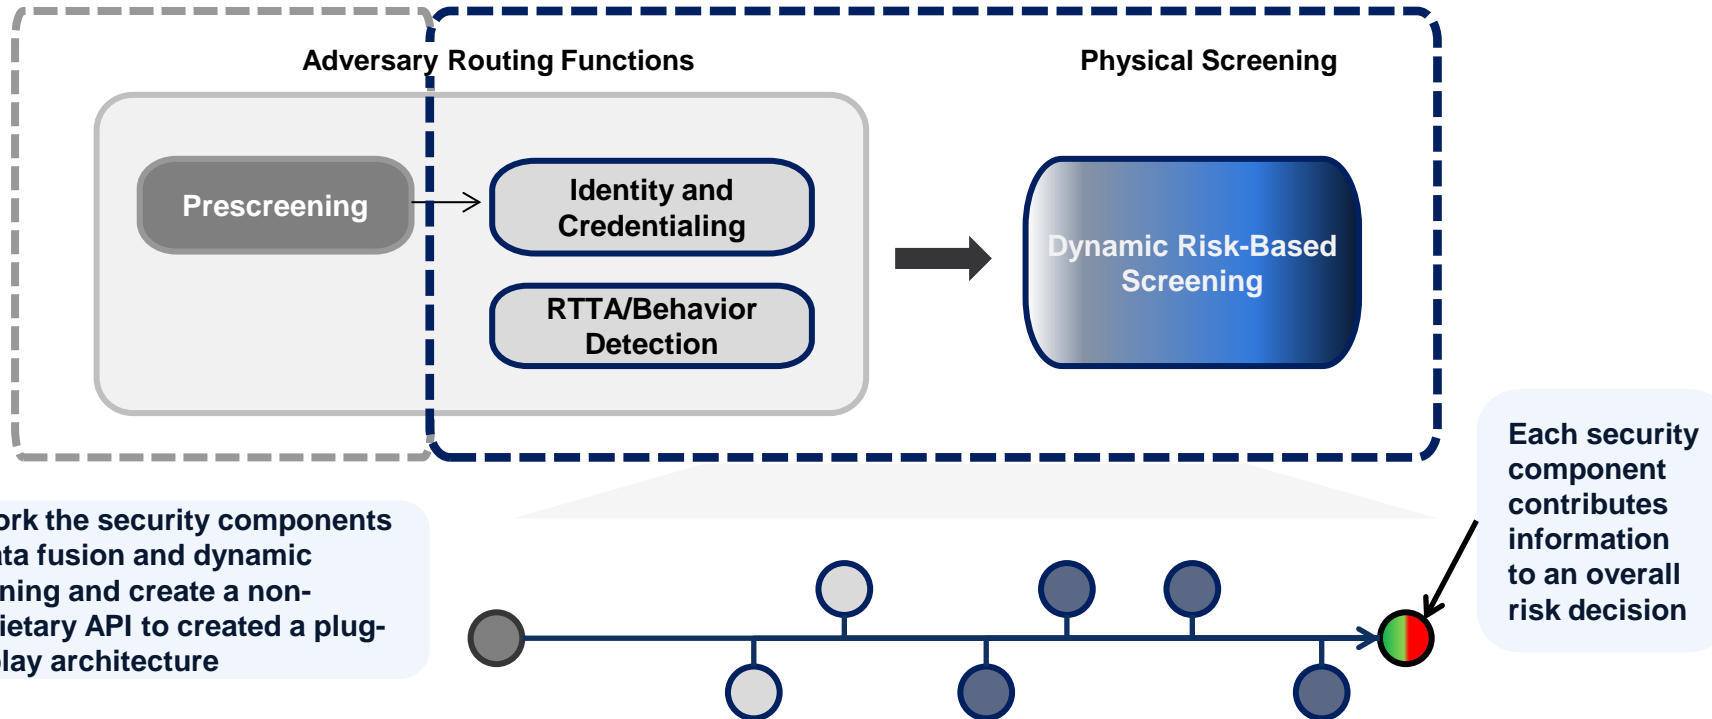 Adversary Routing Functions
Physical Screening
Prescreening
Identity and
Credentialing
RTTA/Behavior
Detection
Dynamic Risk-Based
Screening
Each security
component
contributes
information
to an overall
risk decision
the security components
fusion and dynamic
and create a non-
API to created a plug-
architecture